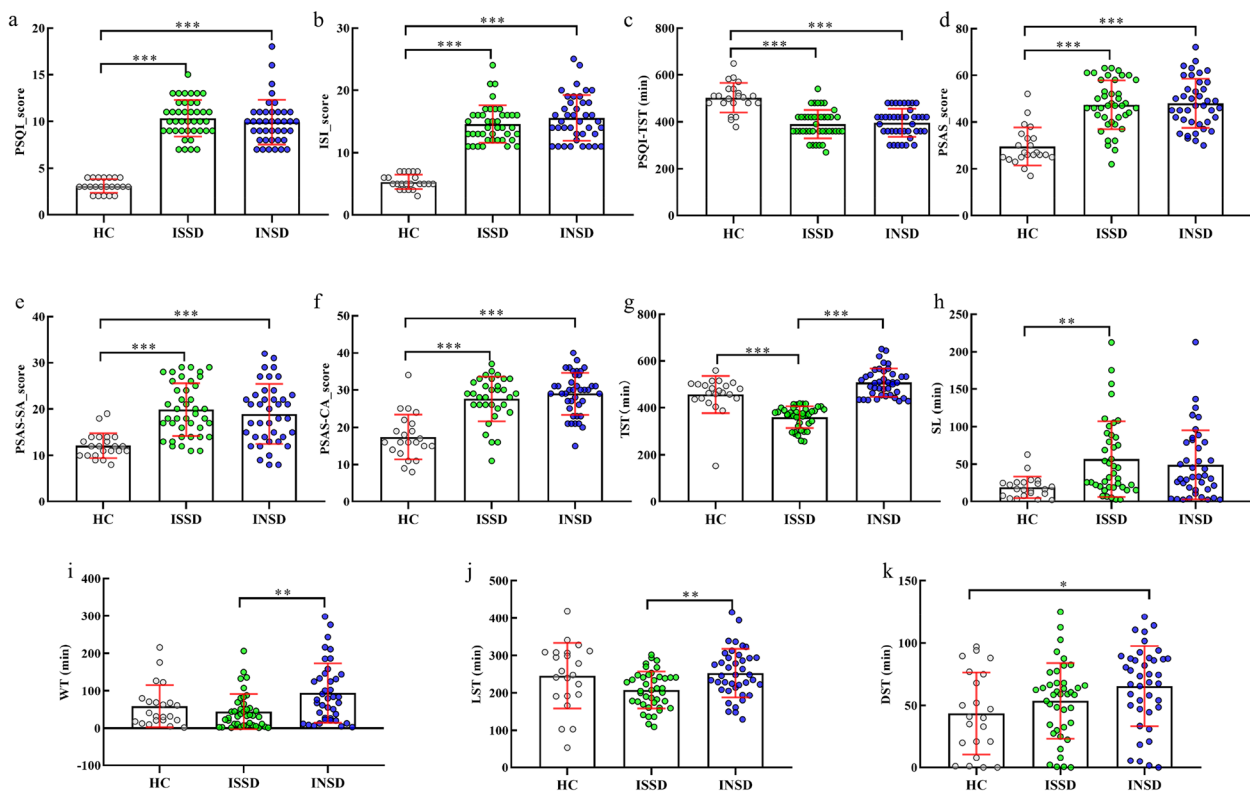 a
20
15
10
5
0
PSQI_score
***
***
HC ISSD INSD
b
30
20
10
0
ISI_score
***
***
HC ISSD INSD
c
800
600
400
200
0
PSQI-TST (min)
***
***
HC ISSD INSD
d
80
60
40
20
0
PSAS_score
***
***
HC ISSD INSD
e
40
30
20
10
0
PSAS-SA_score
***
***
HC ISSD INSD
f
50
40
30
20
10
0
PSAS-CA_score
***
***
HC ISSD INSD
g
800
600
400
200
0
TST (min)
***
***
HC ISSD INSD
h
250
200
150
100
50
0
SL (min)
**
HC ISSD INSD
i
400
300
200
100
0
-100
WT (min)
**
HC ISSD INSD
j
500
400
300
200
100
0
LST (min)
**
HC ISSD INSD
k
150
100
50
0
DST (min)
*
HC ISSD INSD